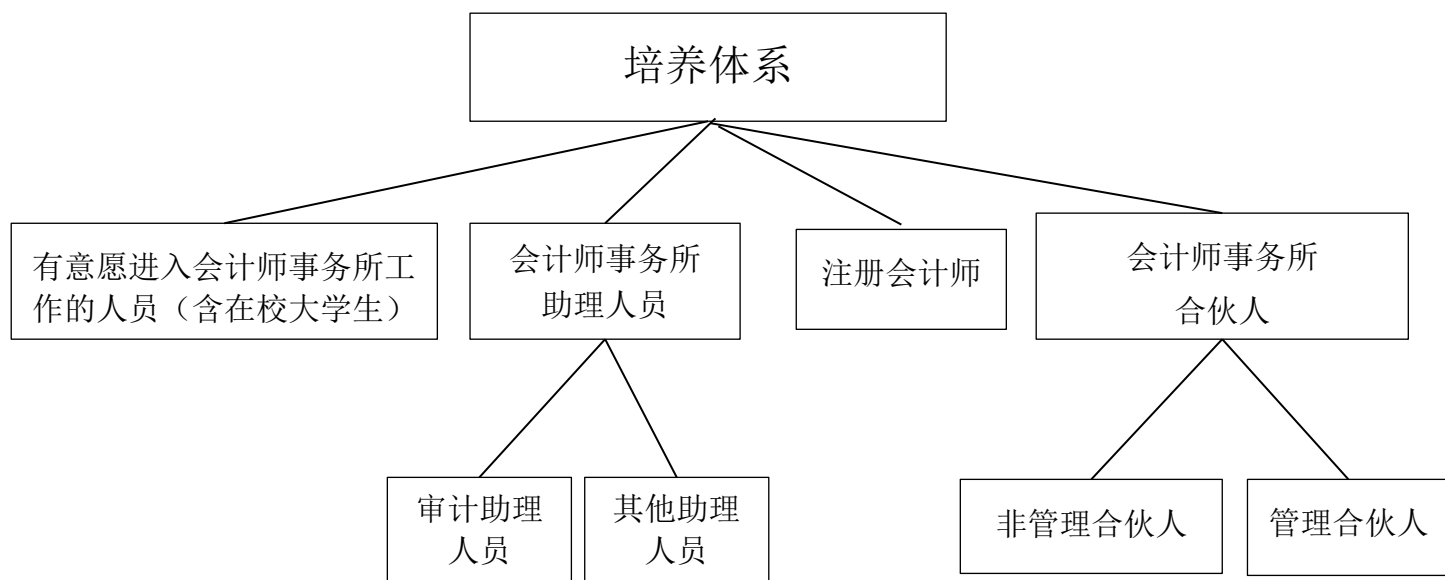 培养体系
有意愿进入会计师事务所工
作的人员（含在校大学生）
会计师事务所
助理人员
注册会计师
会计师事务所
合伙人
审计助理
人员
其他助理
人员
非管理合伙人
管理合伙人